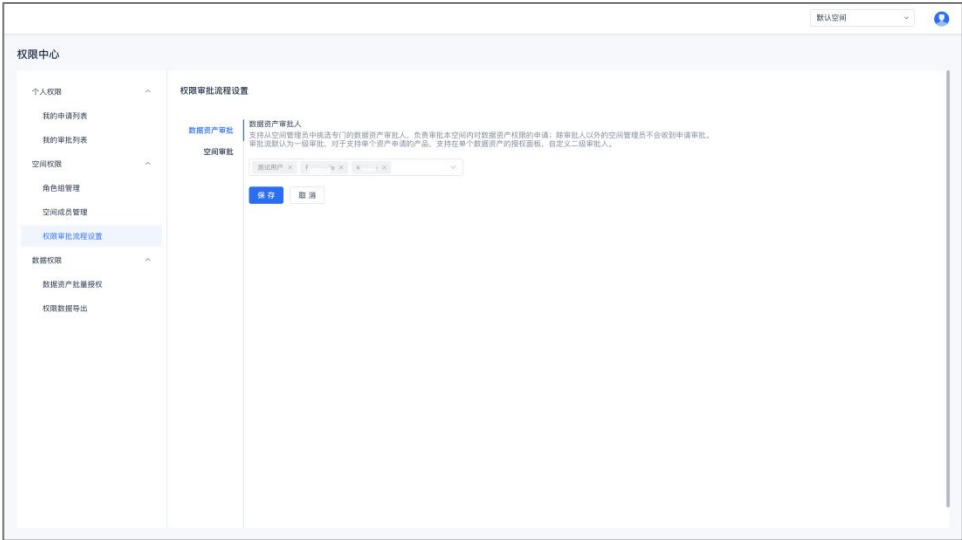 默认空间
权限中心
个人权限
我的申请列表
我的审批列表
空间权限
角色组管理
空间成员管理
权限审批流程设置
数据权限
数据资产批量授权
权限数据导出
权限审批流程设置
数据资产审批
空间审批
数据资产审批人
支持从空间管理员中挑选专门的数据资产审批人，负责审批本空间内对数据资产权限的申请；除审批人以外的空间管理员不会收到申请审批。
审批流默认为一级审批，对于支持单个资产申请的产品，支持在单个数据资产的授权面板，自定义二级审批人。
测试用户
保存
取消